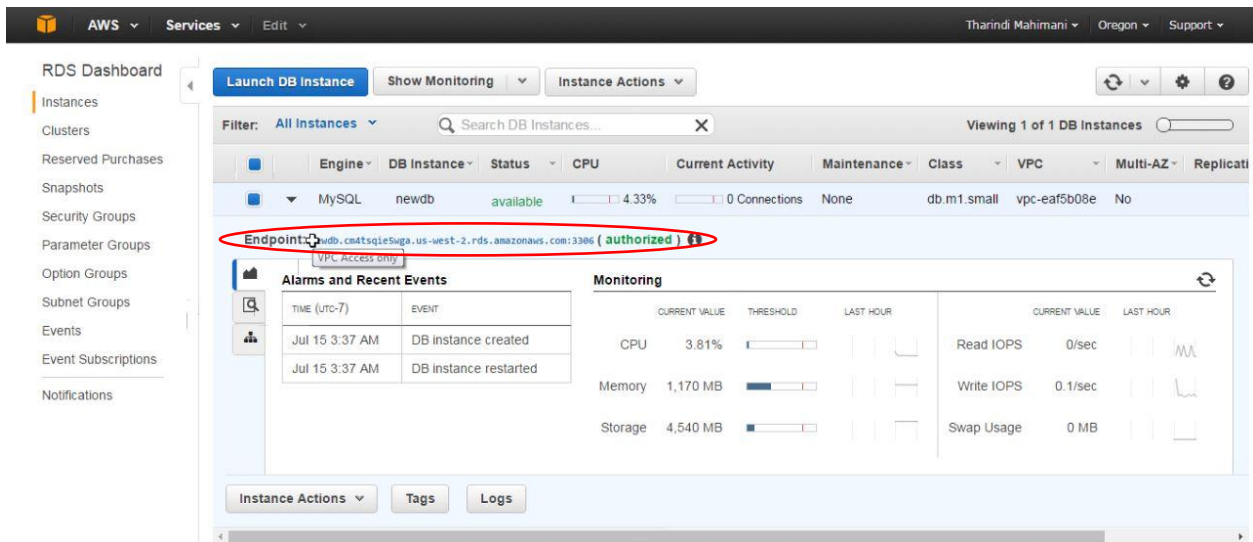 AWS Services Edit Tharindi Mahimani Oregon Support
RDS Dashboard
Instances
Clusters
Reserved Purchases
Snapshots
Security Groups
Parameter Groups
Option Groups
Subnet Groups
Events
Event Subscriptions
Notifications
Launch DB Instance Show Monitoring Instance Actions
Filter: All Instances Search DB Instances... X Viewing 1 of 1 DB Instances
Engine DB Instance Status CPU Current Activity Maintenance Class VPC Multi-AZ Replicati
MySQL newdb available 4.33% 0 Connections None db.m1.small vpc-eaf5b08e No
Endpoint: wdb.cm4tsqie5wga.us-west-2.rds.amazonaws.com:3306 ( authorized )
VPC Access only
Alarms and Recent Events
TIME (UTC-7) EVENT
Jul 15 3:37 AM DB instance created
Jul 15 3:37 AM DB instance restarted
Monitoring
CURRENT VALUE THRESHOLD LAST HOUR CURRENT VALUE LAST HOUR
CPU 3.81% Read IOPS 0/sec
Memory 1,170 MB Write IOPS 0.1/sec
Storage 4,540 MB Swap Usage 0 MB
Instance Actions Tags Logs